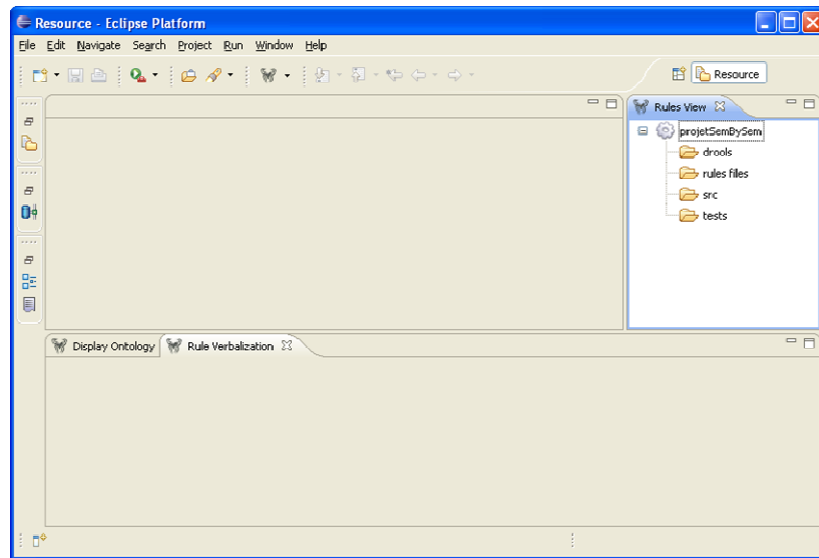 Resource - Eclipse Platform
File Edit Navigate Search Project Run Window Help
Resource
Rules View
projetSemBySem
drools
rules files
src
tests
Display Ontology Rule Verbalization